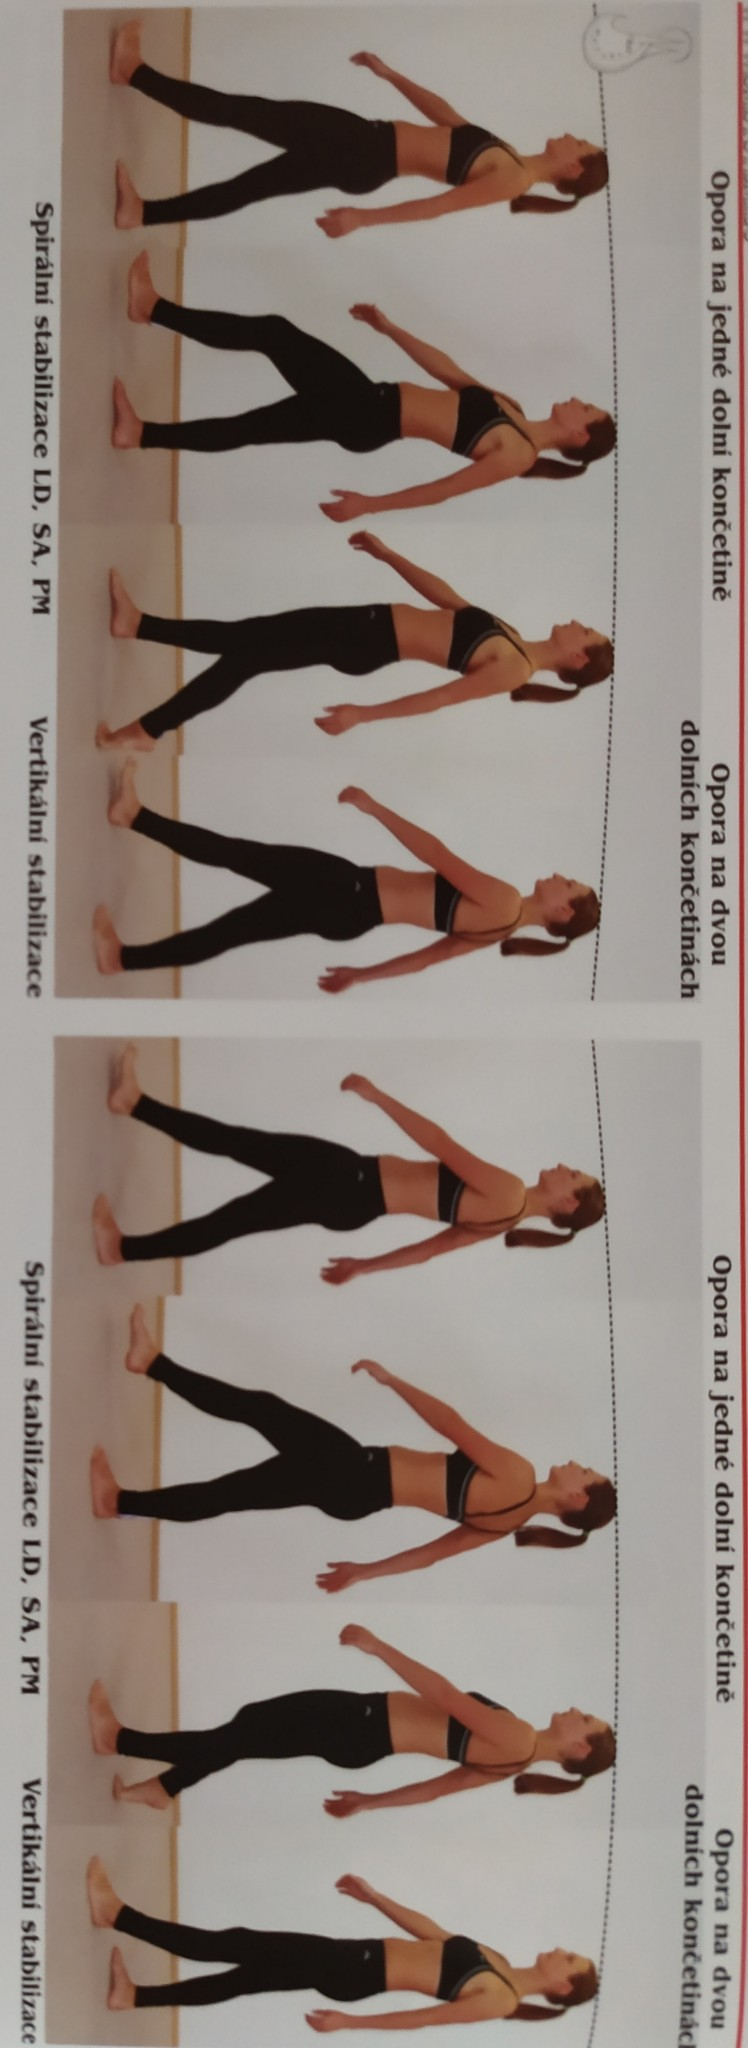 Opora na jedné dolní končetině
Opora na dvou
dolních končetinách
Spirální stabilizace LD, SA, PM
Vertikální stabilizace
Opora na jedné dolní končetině
Opora na dvou
dolních končetinách
Spirální stabilizace LD, SA, PM
Vertikální stabilizace